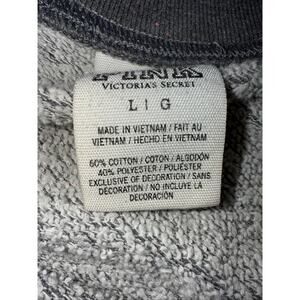 PINK
VICTORIA'S SECRET
L | G
MADE IN VIETNAM / FAIT AU
VIETNAM / HECHO EN VIETNAM
60% COTTON / COTON / ALGODÓN
40% POLYESTER / POLIÉSTER
EXCLUSIVE OF DECORATION / SANS
DÉCORATION / NO INCLUYE LA
DECORACIÓN